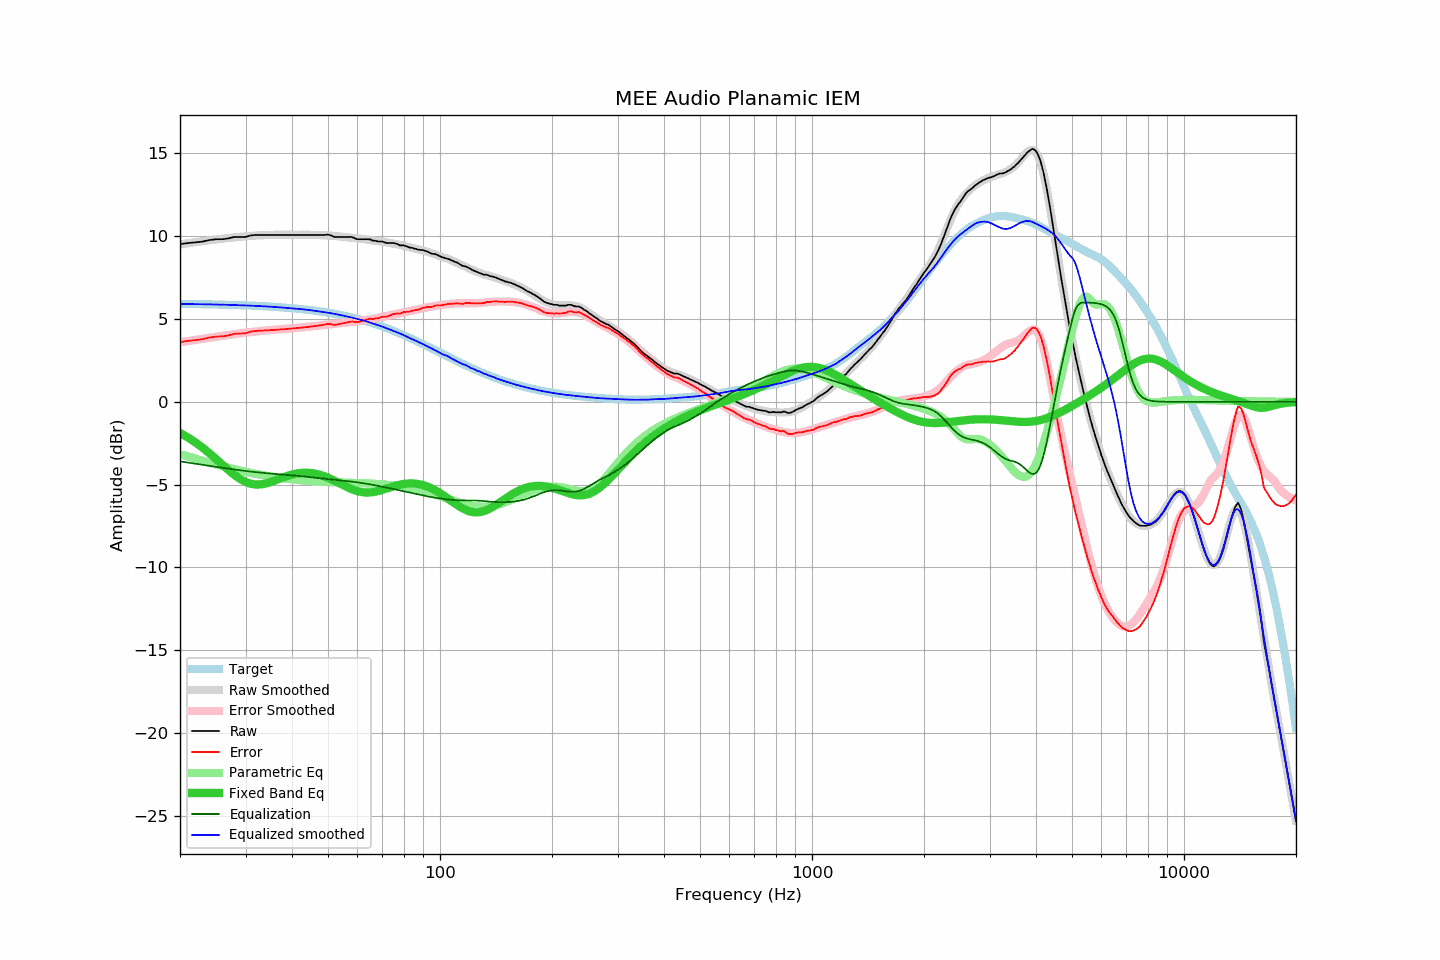 MEE Audio Planamic IEM
15
10
5
0
−5
−10
−15
−20
−25
Amplitude (dBr)
Target
Raw Smoothed
Error Smoothed
Raw
Error
Parametric Eq
Fixed Band Eq
Equalization
Equalized smoothed
100
1000
10000
Frequency (Hz)